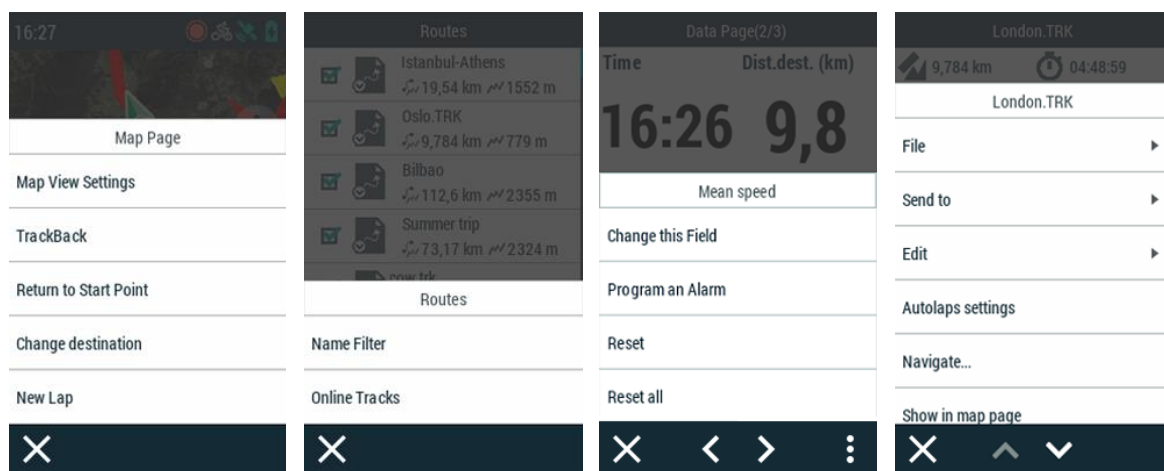 16:27
Map Page
Map View Settings
TrackBack
Return to Start Point
Change destination
New Lap
Routes
Istanbul-Athens
19,54 km 1552 m
Oslo.TRK
9,784 km 779 m
Bilbao
112,6 km 2355 m
Summer trip
73,17 km 2324 m
cow.trk
Routes
Name Filter
Online Tracks
Data Page(2/3)
Time Dist.dest. (km)
16:26 9,8
Mean speed
Change this Field
Program an Alarm
Reset
Reset all
London.TRK
9,784 km 04:48:59
London.TRK
File
Send to
Edit
Autolaps settings
Navigate...
Show in map page